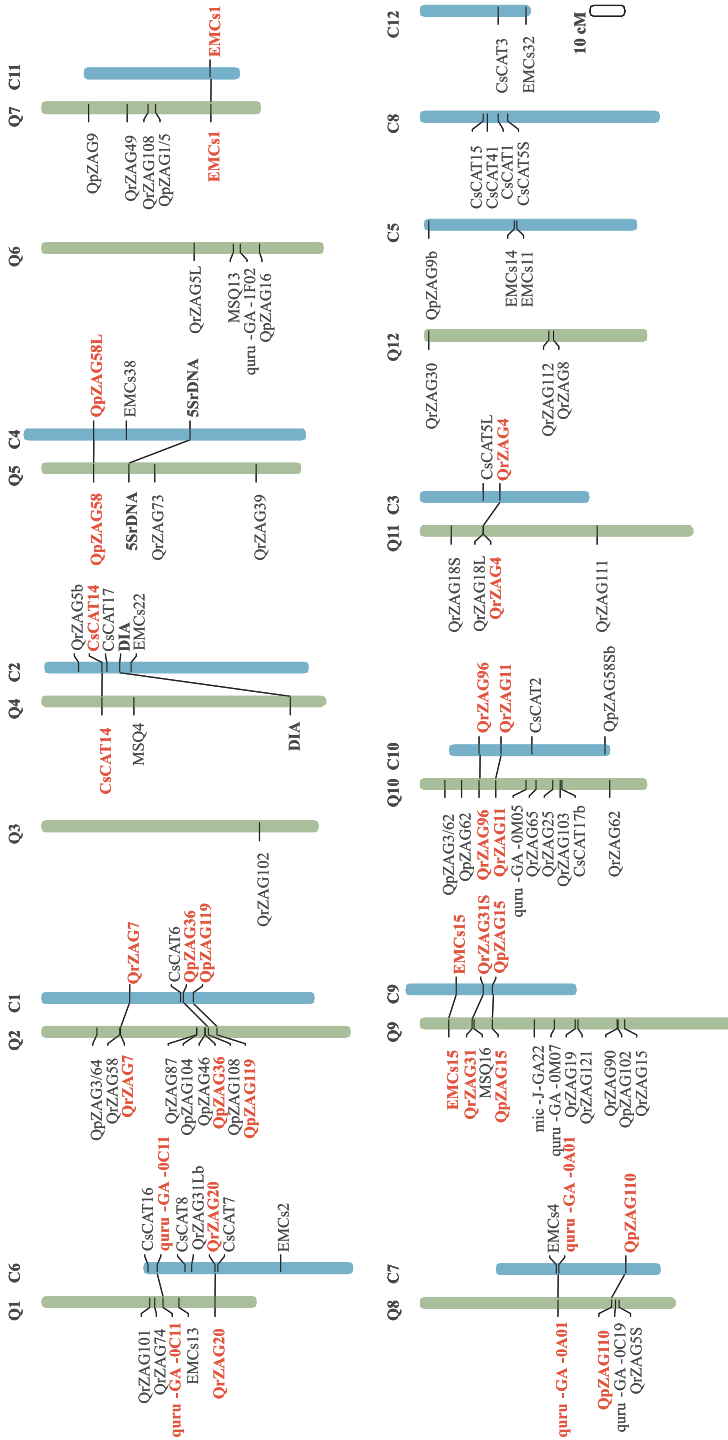 Q1 C6
QrZAG101
QrZAG74
quru -GA -0C11
EMCs13
QrZAG20
CsCAT16
quru -GA -0C11
CsCAT8
QrZAG31Lb
QrZAG20
CsCAT7
EMCs2
Q2 C1
QpZAG3/64
QrZAG58
QrZAG7
QrZAG87
QpZAG104
QpZAG46
QpZAG36
QpZAG108
QpZAG119
QrZAG7
CsCAT6
QpZAG36
QpZAG119
Q3
QrZAG102
Q4 C2
CsCAT14
MSQ4
DIA
QrZAG5b
CsCAT14
CsCAT17
DIA
EMCs22
Q5 C4
QpZAG58
5SrDNA
QrZAG73
QrZAG39
QpZAG58L
EMCs38
5SrDNA
Q6
QrZAG5L
MSQ13
quru -GA -1F02
QpZAG16
Q7 C11
QpZAG9
QrZAG49
QrZAG108
QpZAG1/5
EMCs1
EMCs1
Q8 C7
quru -GA -0A01
QpZAG110
quru -GA -0C19
QrZAG5S
EMCs4
quru -GA -0A01
QpZAG110
Q9 C9
EMCs15
QrZAG31
MSQ16
QpZAG15
mic -J-GA22
quru -GA -0M07
QrZAG19
QrZAG121
QrZAG90
QpZAG102
QrZAG15
EMCs15
QrZAG31S
QpZAG15
Q10 C10
QpZAG3/62
QpZAG62
QrZAG96
QrZAG11
quru -GA -0M05
QrZAG65
QrZAG25
QrZAG103
CsCAT17b
QrZAG62
QrZAG96
QrZAG11
CsCAT2
QpZAG58Sb
Q11 C3
QrZAG18S
QrZAG18L
QrZAG4
QrZAG111
CsCAT5L
QrZAG4
Q12
QrZAG30
QrZAG112
QrZAG8
C5
QpZAG9b
EMCs14
EMCs11
C8
CsCAT15
CsCAT41
CsCAT1
CsCAT5S
C12
CsCAT3
EMCs32
10 cM